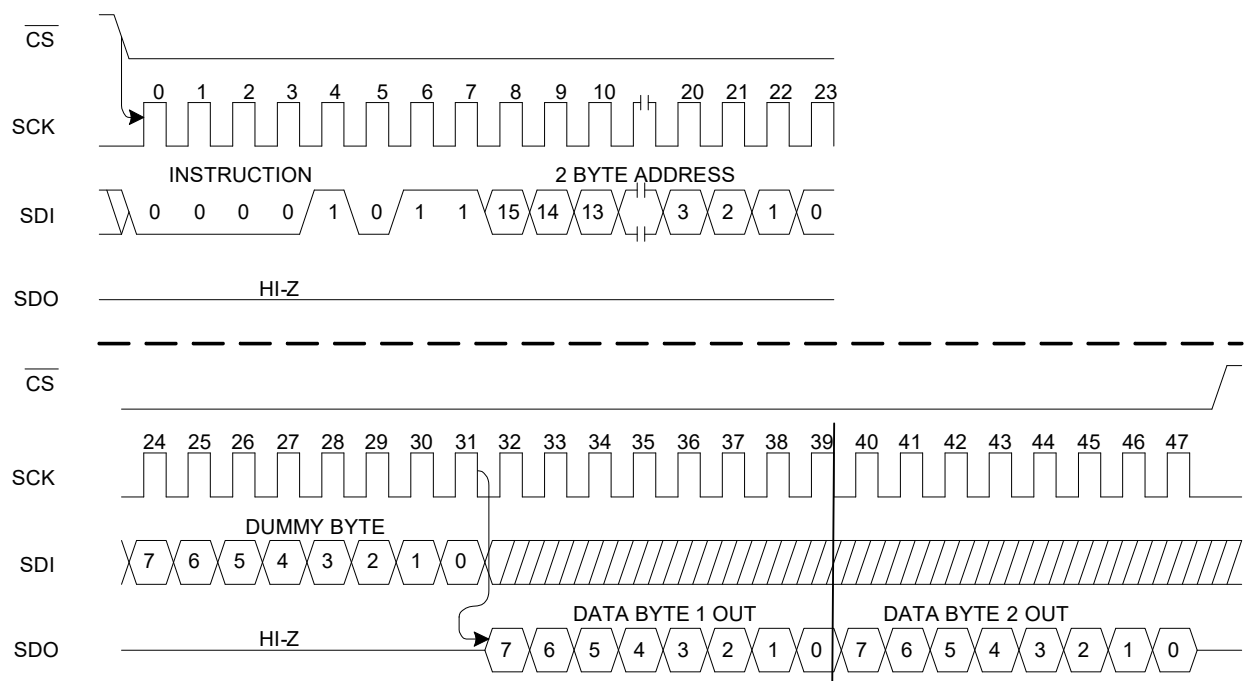 CS
SCK 0 1 2 3 4 5 6 7 8 9 10 20 21 22 23
INSTRUCTION 2 BYTE ADDRESS
SDI 0 0 0 0 1 0 1 1 15 14 13 3 2 1 0
SDO HI-Z
CS
SCK 24 25 26 27 28 29 30 31 32 33 34 35 36 37 38 39 40 41 42 43 44 45 46 47
DUMMY BYTE
SDI 7 6 5 4 3 2 1 0
DATA BYTE 1 OUT DATA BYTE 2 OUT
SDO HI-Z 7 6 5 4 3 2 1 0 7 6 5 4 3 2 1 0